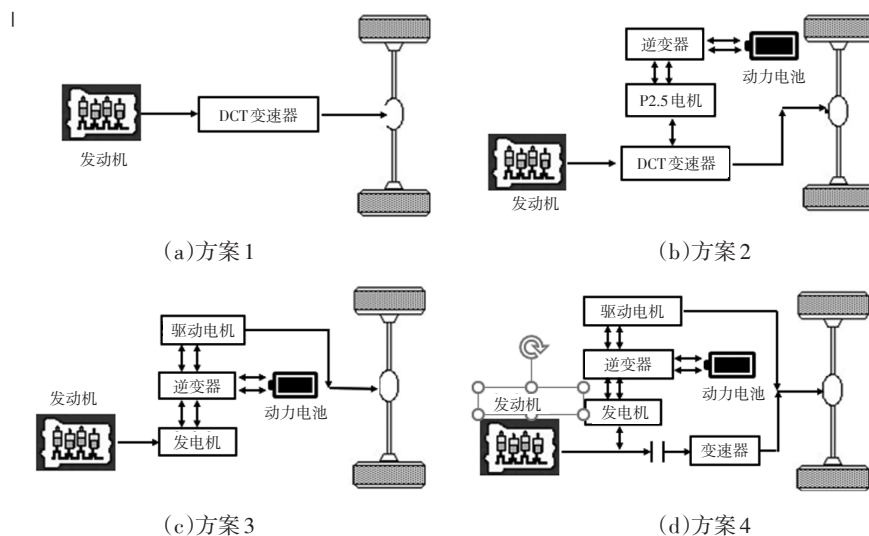 发动机
DCT变速器
(a)方案1
逆变器
动力电池
P2.5电机
DCT变速器
发动机
(b)方案2
驱动电机
发动机
逆变器
动力电池
发电机
(c)方案3
驱动电机
逆变器
动力电池
发动机
发电机
变速器
(d)方案4